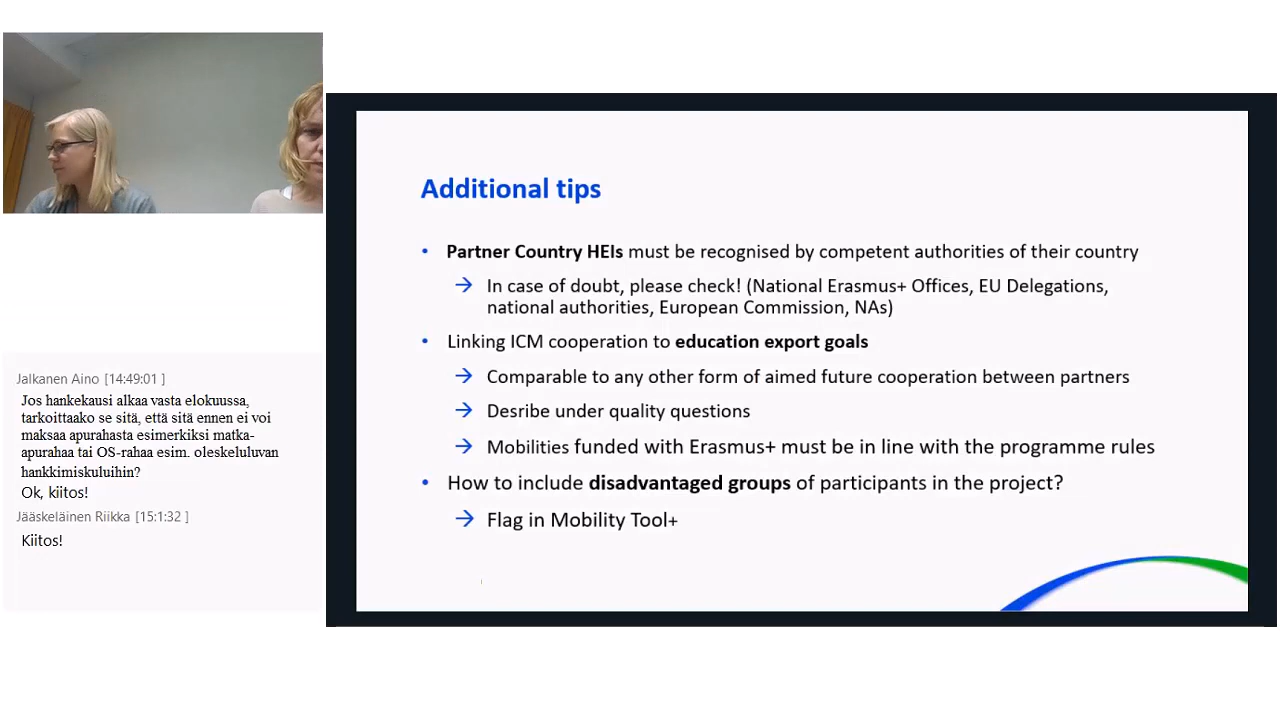 Jalkanen Aino [14:49:01 ]
Jos hankekausi alkaa vasta elokuussa,
tarkoittaako se sitä, että sitä ennen ei voi
maksaa apurahasta esimerkiksi matka-
apurahaa tai OS-rahaa esim. oleskeluluvan
hankkimiskuluihin?
Ok, kiitos!
Jääskeläinen Riikka [15:1:32 ]
Kiitos!
Additional tips
• Partner Country HEIs must be recognised by competent authorities of their country
→ In case of doubt, please check! (National Erasmus+ Offices, EU Delegations,
national authorities, European Commission, NAs)
• Linking ICM cooperation to education export goals
→ Comparable to any other form of aimed future cooperation between partners
→ Desribe under quality questions
→ Mobilities funded with Erasmus+ must be in line with the programme rules
• How to include disadvantaged groups of participants in the project?
→ Flag in Mobility Tool+